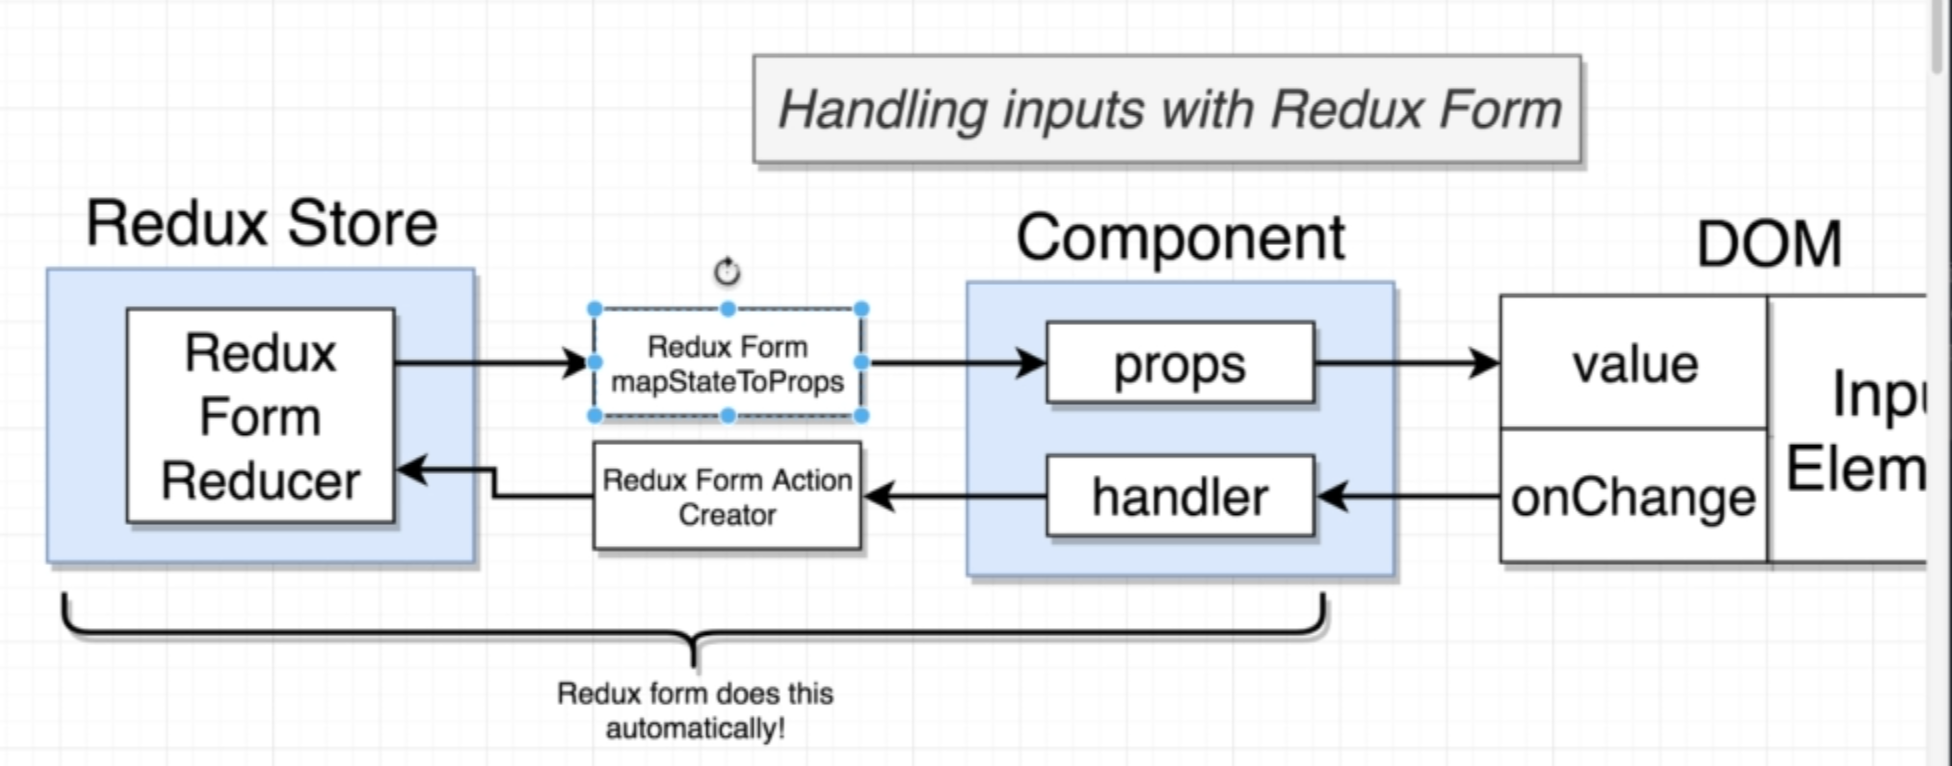 Handling inputs with Redux Form
Redux Store
Component
DOM
Redux
Form
Reducer
Redux Form
mapStateToProps
Redux Form Action
Creator
props
handler
value
onChange
Redux form does this
automatically!